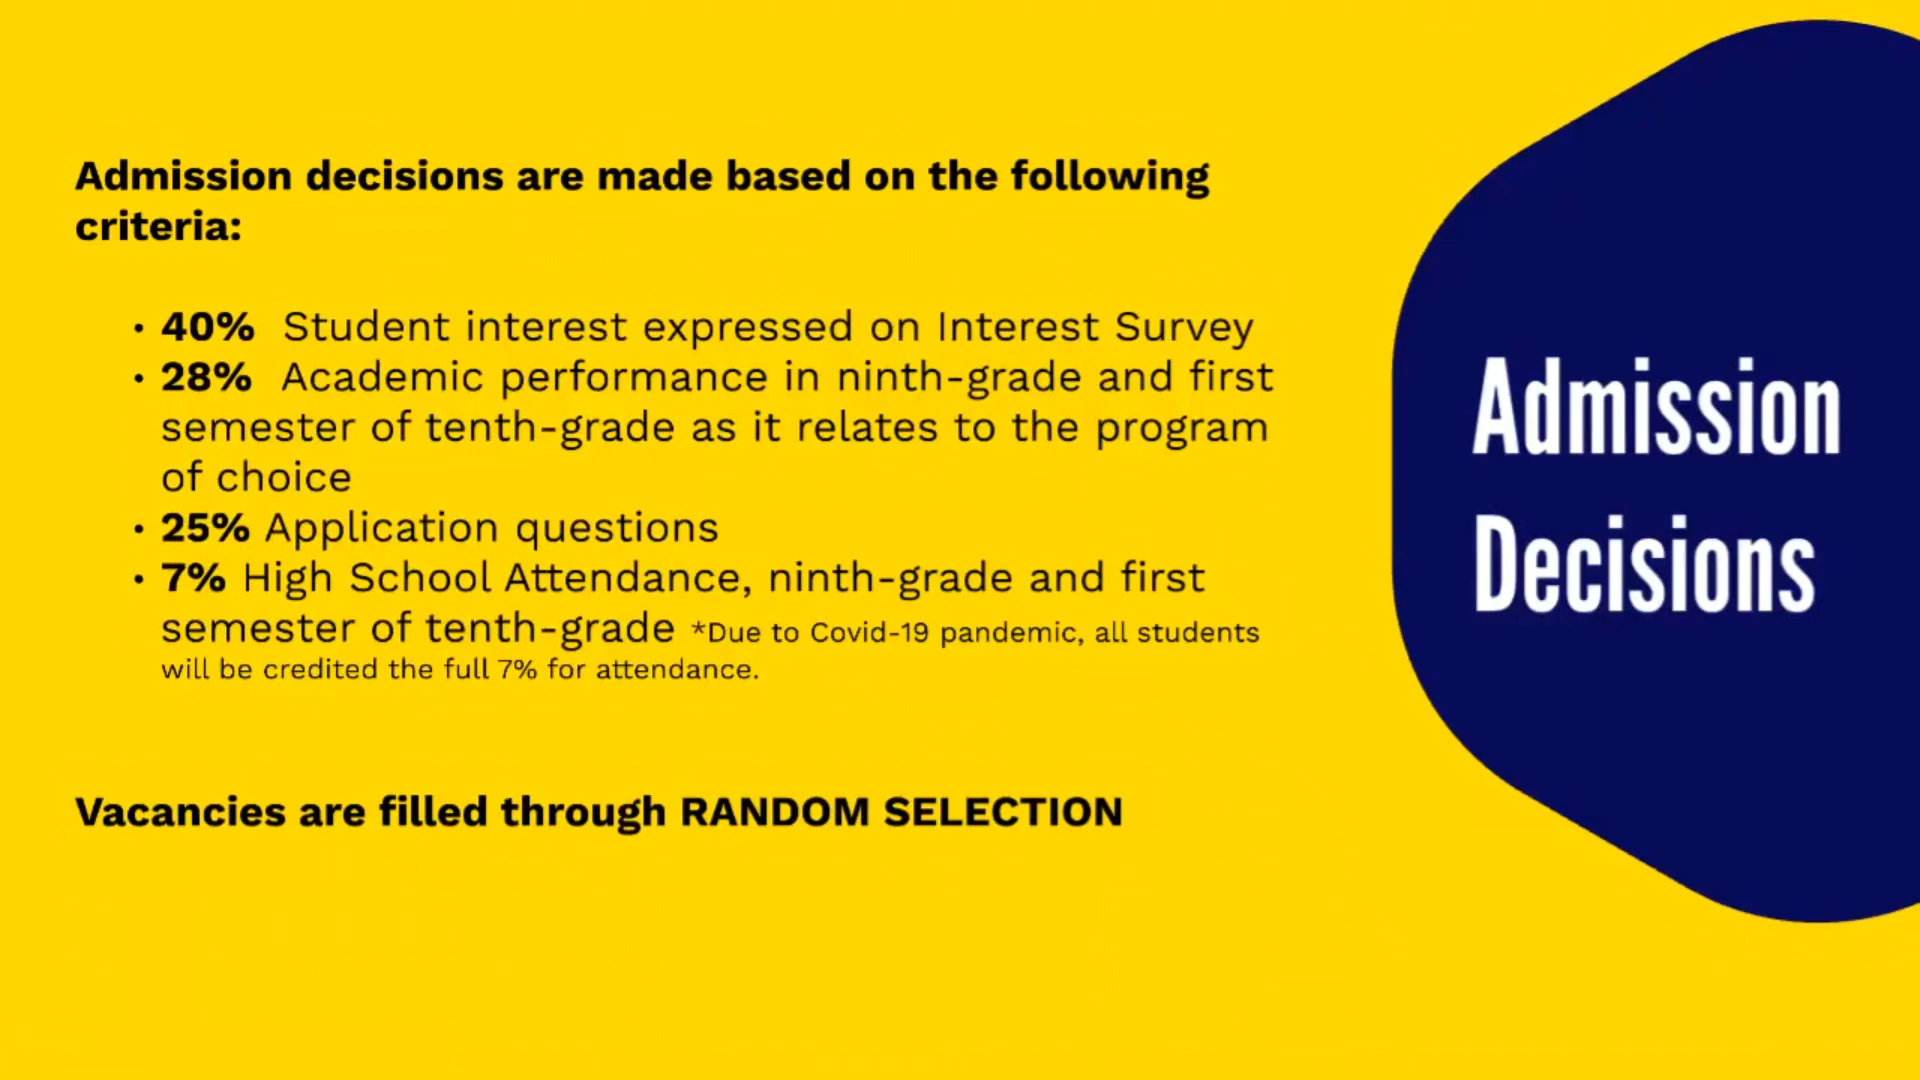 Admission decisions are made based on the following
criteria:
• 40% Student interest expressed on Interest Survey
• 28% Academic performance in ninth-grade and first
semester of tenth-grade as it relates to the program
of choice
• 25% Application questions
• 7% High School Attendance, ninth-grade and first
semester of tenth-grade *Due to Covid-19 pandemic, all students
will be credited the full 7% for attendance.
Vacancies are filled through RANDOM SELECTION
Admission
Decisions